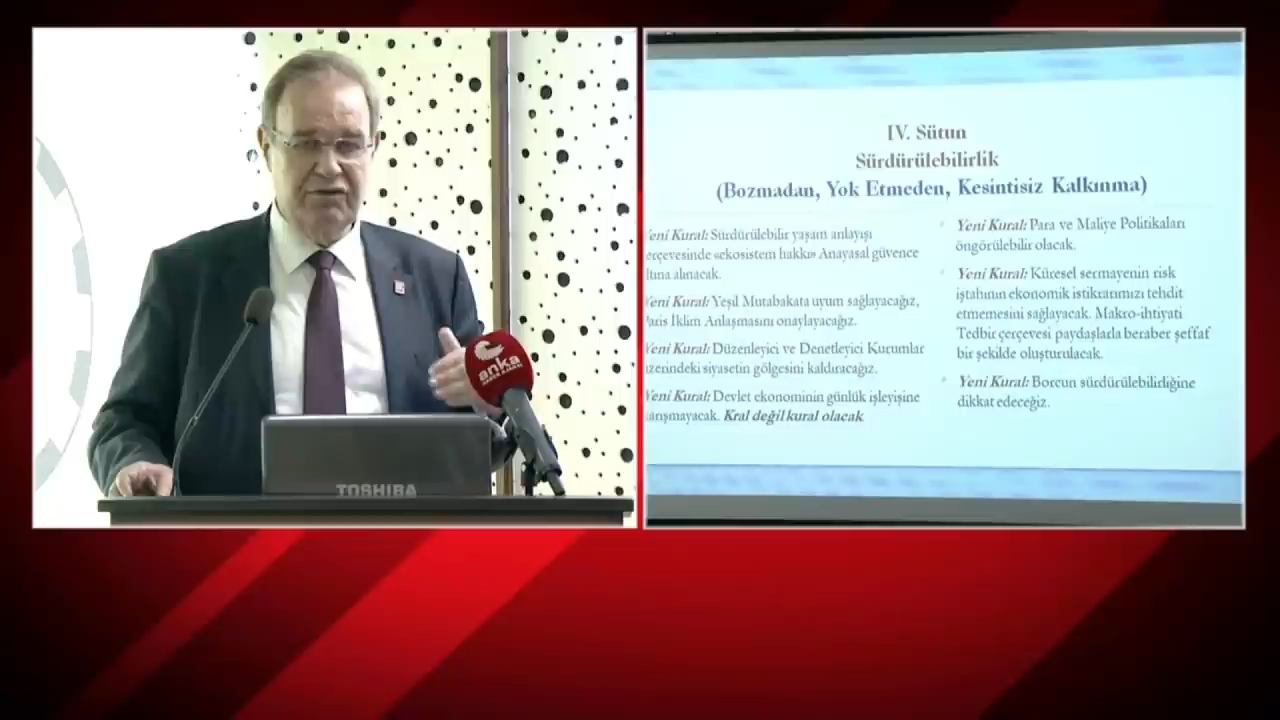 anka
HABER AJANSI
TOSHIBA
IV. Sütun
Sürdürülebilirlik
(Bozmadan, Yok Etmeden, Kesintisiz Kalkınma)
Yeni Kural: Sürdürülebilir yaşam anlayışı
erçevesinde «ekosistem hakkı» Anayasal güvence
ltına alınacak.
Yeni Kural: Yeşil Mutabakata uyum sağlayacağız,
Paris İklim Anlaşmasını onaylayacağız.
Yeni Kural: Düzenleyici ve Denetleyici Kurumlar
üzerindeki siyasetin gölgesini kaldıracağız.
Yeni Kural: Devlet ekonominin günlük işleyişine
karışmayacak. Kral değil kural olacak
Yeni Kural: Para ve Maliye Politikaları
öngörülebilir olacak.
Yeni Kural: Küresel sermayenin risk
iştahının ekonomik istikrarımızı tehdit
etmemesini sağlayacak. Makro-ihtiyati
Tedbir çerçevesi paydaşlarla beraber şeffaf
bir şekilde oluşturulacak.
Yeni Kural: Borcun sürdürülebilirliğine
dikkat edeceğiz.